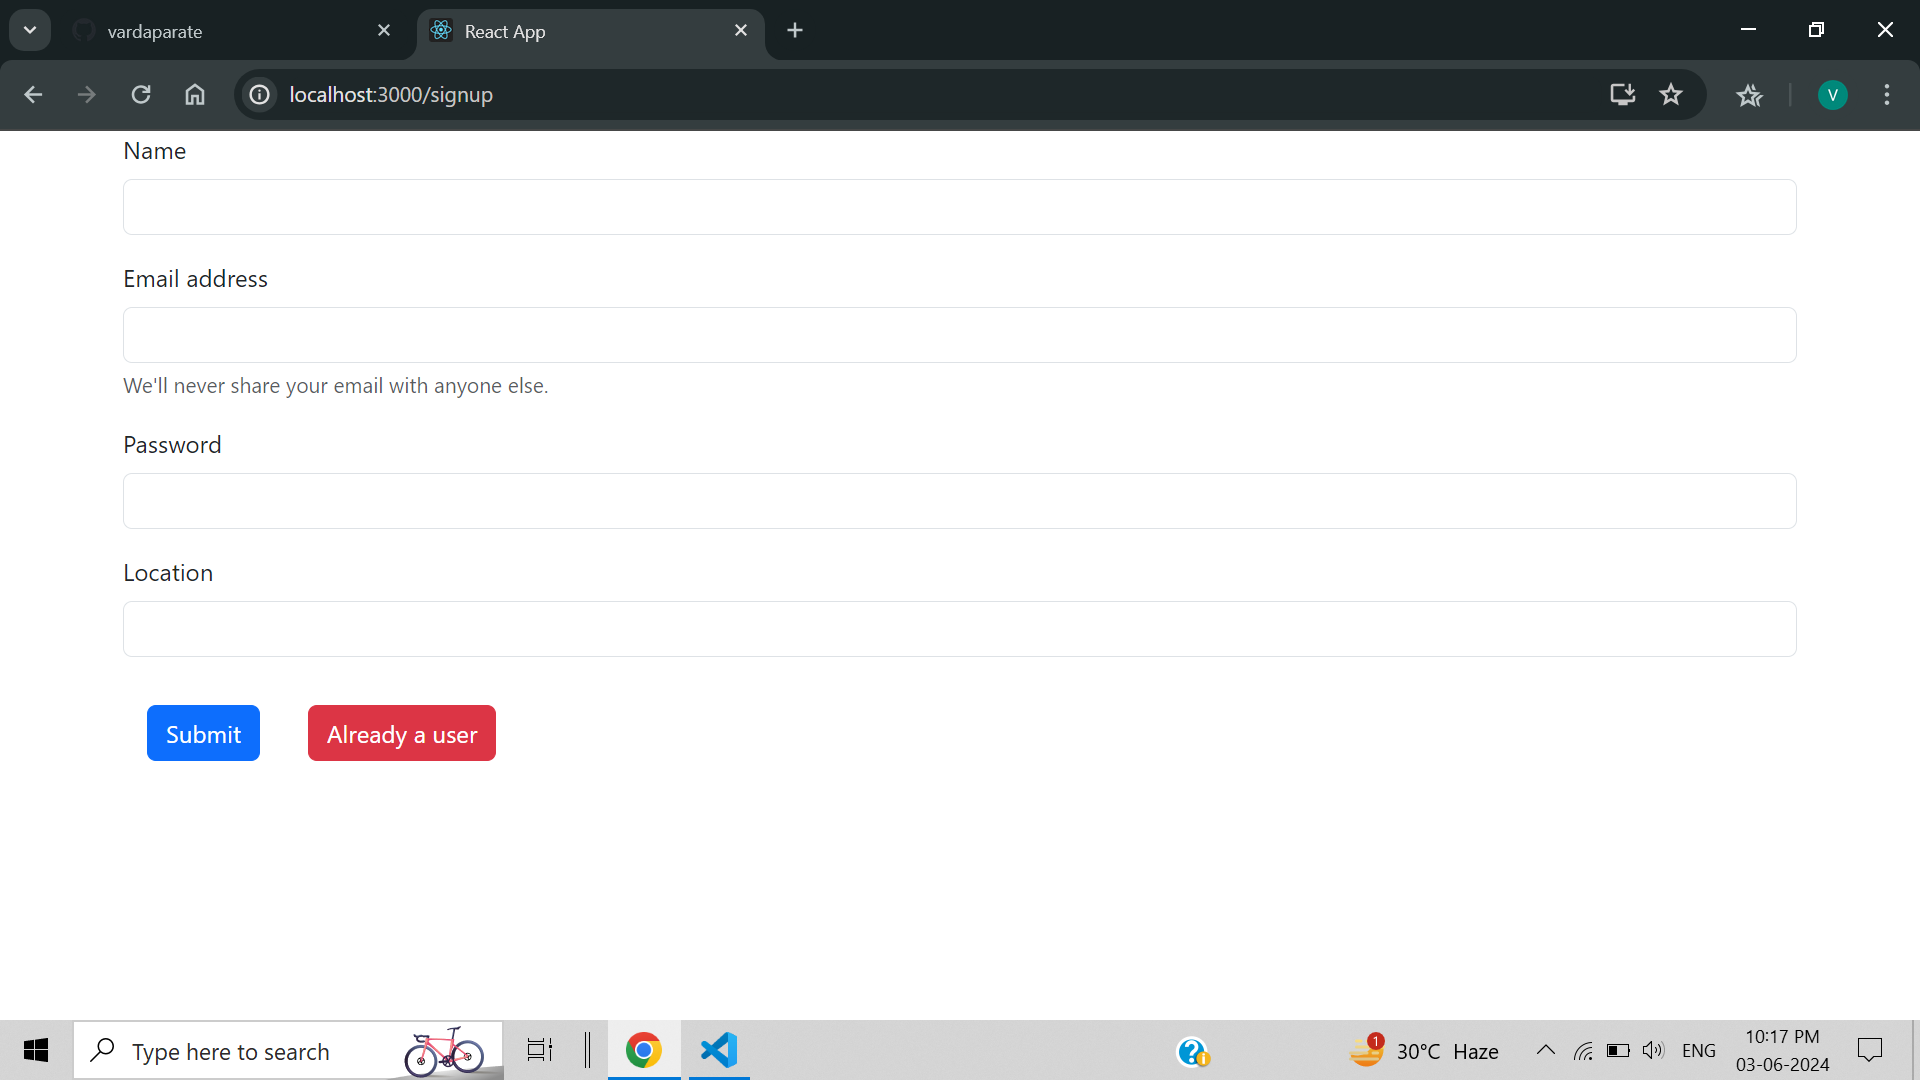 vardaparate
React App
localhost:3000/signup
V
Name
Email address
We'll never share your email with anyone else.
Password
Location
Submit
Already a user
Type here to search
1
30°C Haze
ENG
10:17 PM
03-06-2024